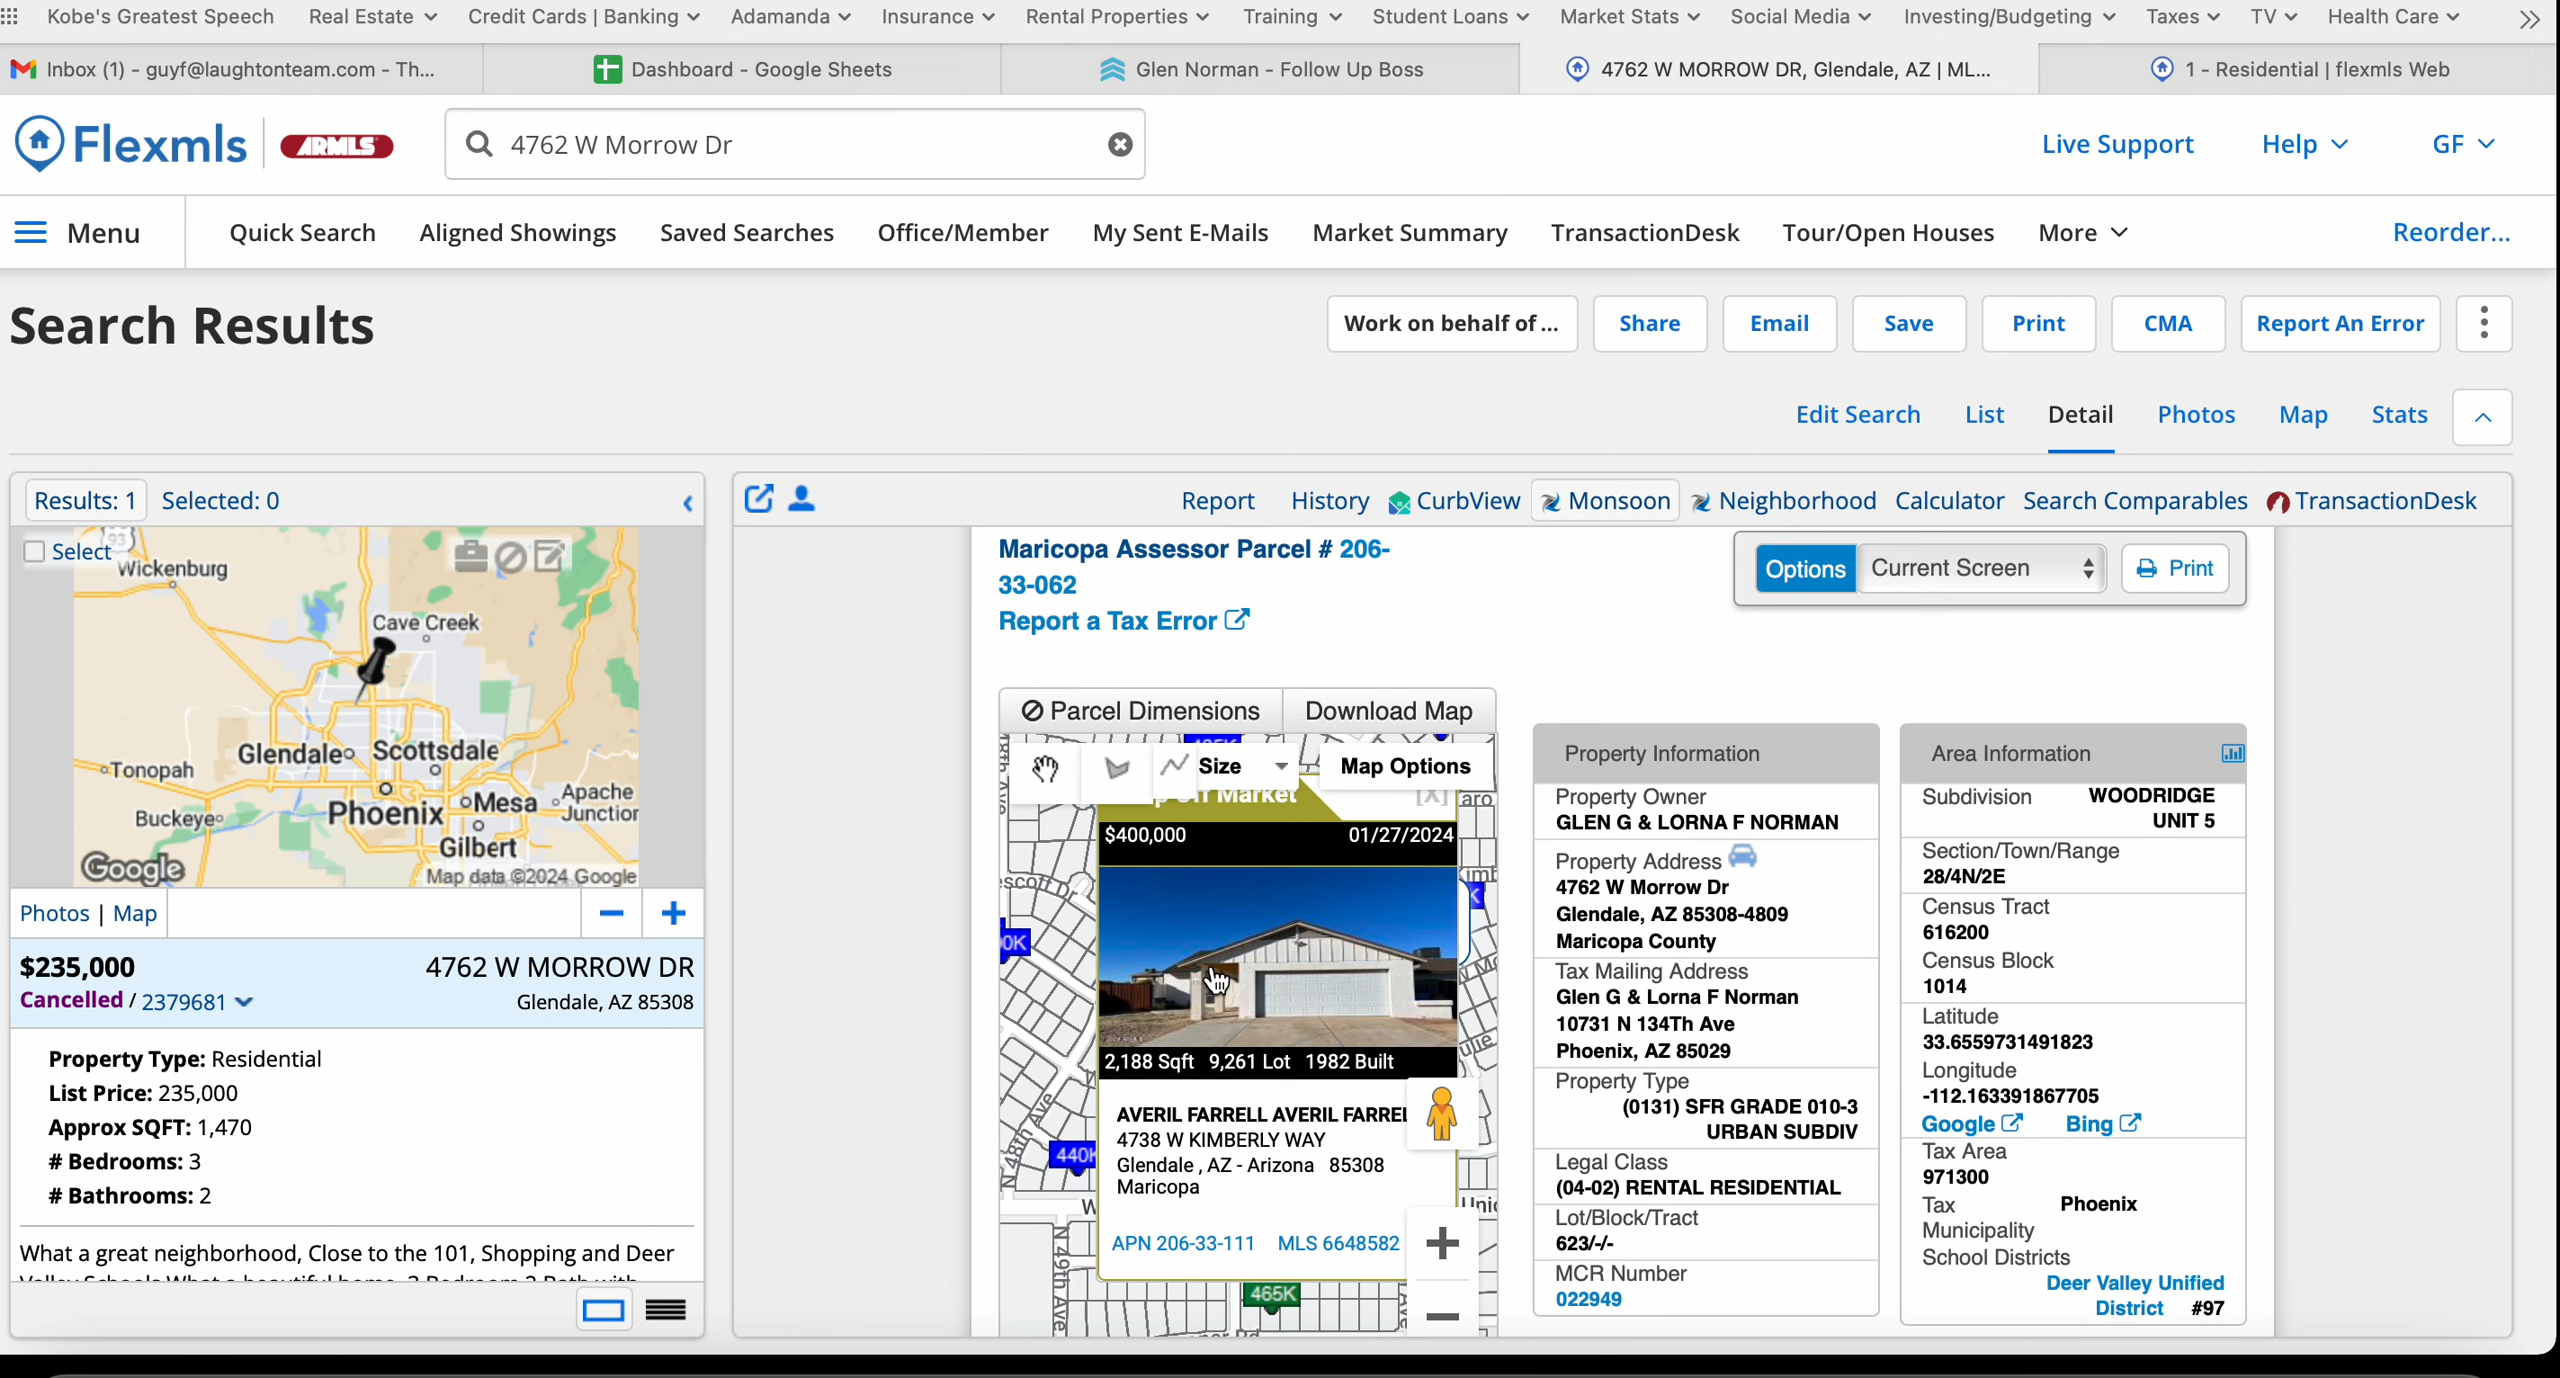 Kobe's Greatest Speech Real Estate Credit Cards | Banking Adamanda Insurance Rental Properties Training Student Loans Market Stats Social Media Investing/Budgeting Taxes TV Health Care
Inbox (1) - guyf@laughtonteam.com - Th... Dashboard - Google Sheets Glen Norman - Follow Up Boss 4762 W MORROW DR, Glendale, AZ | ML... 1 - Residential | flexmls Web
Flexmls ARMLS 4762 W Morrow Dr Live Support Help GF
Menu Quick Search Aligned Showings Saved Searches Office/Member My Sent E-Mails Market Summary TransactionDesk Tour/Open Houses More Reorder...
Search Results Work on behalf of ... Share Email Save Print CMA Report An Error
Edit Search List Detail Photos Map Stats
Results: 1 Selected: 0
Select
93
Wickenburg
Cave Creek
Glendale Scottsdale
Tonopah
Apache
Phoenix Mesa Junction
Buckeye
Gilbert
Google Map data ©2024 Google
Photos | Map
$235,000 4762 W MORROW DR
Cancelled / 2379681 Glendale, AZ 85308
Property Type: Residential
List Price: 235,000
Approx SQFT: 1,470
# Bedrooms: 3
# Bathrooms: 2
What a great neighborhood, Close to the 101, Shopping and Deer
Report History CurbView Monsoon Neighborhood Calculator Search Comparables TransactionDesk
Maricopa Assessor Parcel # 206-
33-062
Report a Tax Error
Options Current Screen Print
Parcel Dimensions Download Map
Size Map Options
Market [X]
$400,000 01/27/2024
2,188 Sqft 9,261 Lot 1982 Built
AVERIL FARRELL AVERIL FARREL
4738 W KIMBERLY WAY
Glendale , AZ - Arizona 85308
Maricopa
APN 206-33-111 MLS 6648582
N 48th Ave
440K
N 49th Ave
465K
Property Information
Property Owner
GLEN G & LORNA F NORMAN
Property Address
4762 W Morrow Dr
Glendale, AZ 85308-4809
Maricopa County
Tax Mailing Address
Glen G & Lorna F Norman
10731 N 134Th Ave
Phoenix, AZ 85029
Property Type
(0131) SFR GRADE 010-3
URBAN SUBDIV
Legal Class
(04-02) RENTAL RESIDENTIAL
Lot/Block/Tract
623/-/-
MCR Number
022949
Area Information
Subdivision WOODRIDGE
UNIT 5
Section/Town/Range
28/4N/2E
Census Tract
616200
Census Block
1014
Latitude
33.6559731491823
Longitude
-112.163391867705
Google Bing
Tax Area
971300
Tax Phoenix
Municipality
School Districts
Deer Valley Unified
District #97